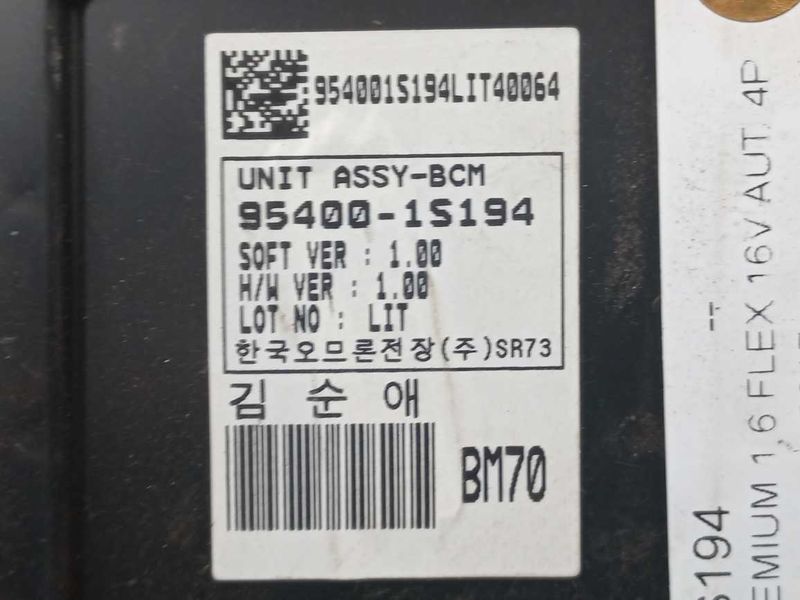 954001S194LIT40064
UNIT ASSY-BCM
95400-1S194
SOFT VER : 1.00
H/W VER : 1.00
LOT NO : LIT
한국오므론전장(주)SR73
김 순 애
BM70
EMIUM 1.6 FLEX 16V AUT. 4P
--
S194